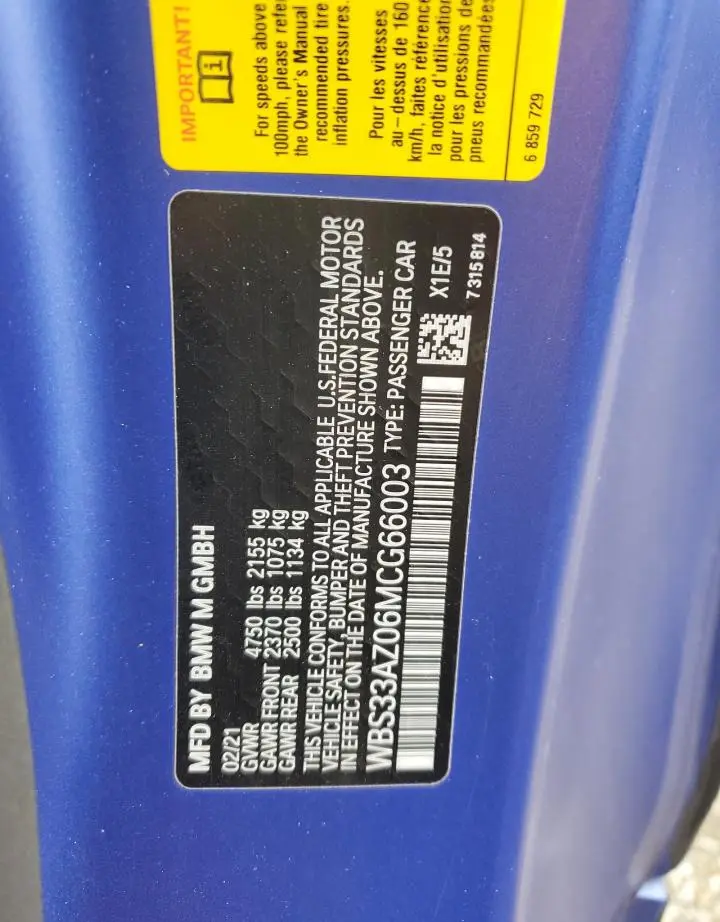 IMPORTANT!
For speeds above
100mph, please refe
the Owner's Manual
recommended tire
inflation pressures.
Pour les vitesses
au-dessus de 160
km/h, faites référence
la notice d'utilisation
pour les pressions de
pneus recommandées
6 859 729
MFD BY BMW M GMBH
02/21
GVWR 4750 lbs 2155 kg
GAWR FRONT 2370 lbs 1075 kg
GAWR REAR 2500 lbs 1134 kg
THIS VEHICLE CONFORMS TO ALL APPLICABLE U.S.FEDERAL MOTOR
VEHICLE SAFETY, BUMPER AND THEFT PREVENTION STANDARDS
IN EFFECT ON THE DATE OF MANUFACTURE SHOWN ABOVE.
WBS33AZ06MCG66003 TYPE: PASSENGER CAR
X1E/5
7315814